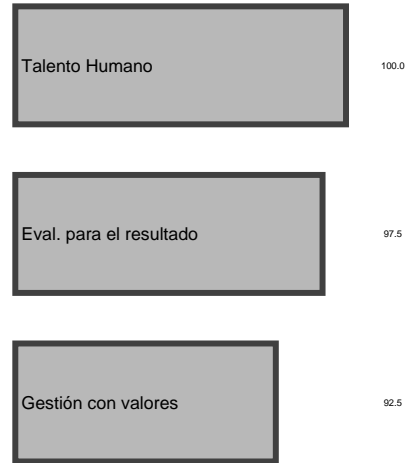 Talento Humano 100.0
Eval. para el resultado 97.5
Gestión con valores 92.5